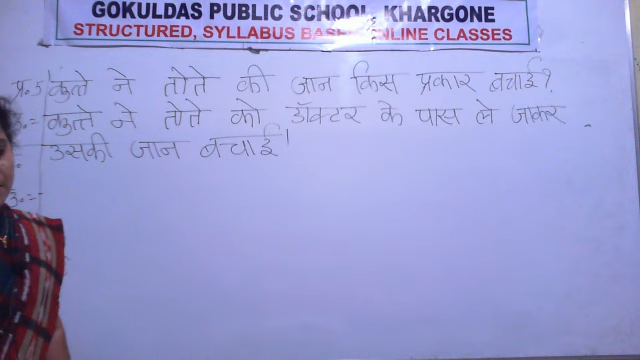 GOKULDAS PUBLIC SCHOOL, KHARGONE
STRUCTURED, SYLLABUS BASED ONLINE CLASSES
प्र.5 कुत्ते ने तोते की जान किस प्रकार बचाई?
उ.= कुत्ते ने तोते को डॉक्टर के पास ले जाकर
उसकी जान बचाई।
उ.=